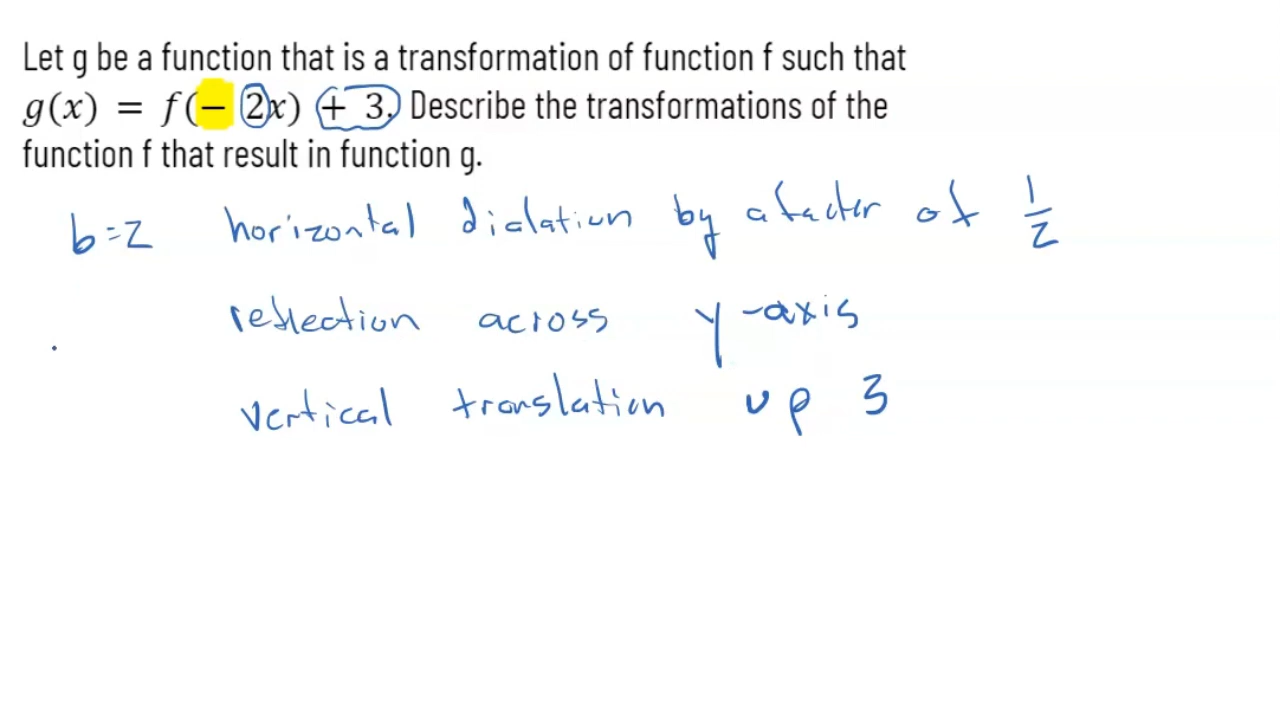 Let g be a function that is a transformation of function f such that
g(x) = f(− 2x) + 3. Describe the transformations of the
function f that result in function g.
b=2 horizontal dialation by a factor of 1/2
reflection across y-axis
vertical translation up 3